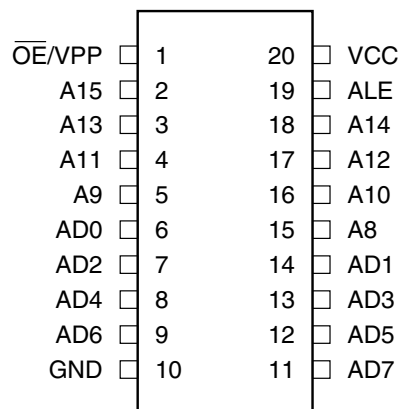 O̅E̅/VPP 1 20 VCC
A15 2 19 ALE
A13 3 18 A14
A11 4 17 A12
A9 5 16 A10
AD0 6 15 A8
AD2 7 14 AD1
AD4 8 13 AD3
AD6 9 12 AD5
GND 10 11 AD7